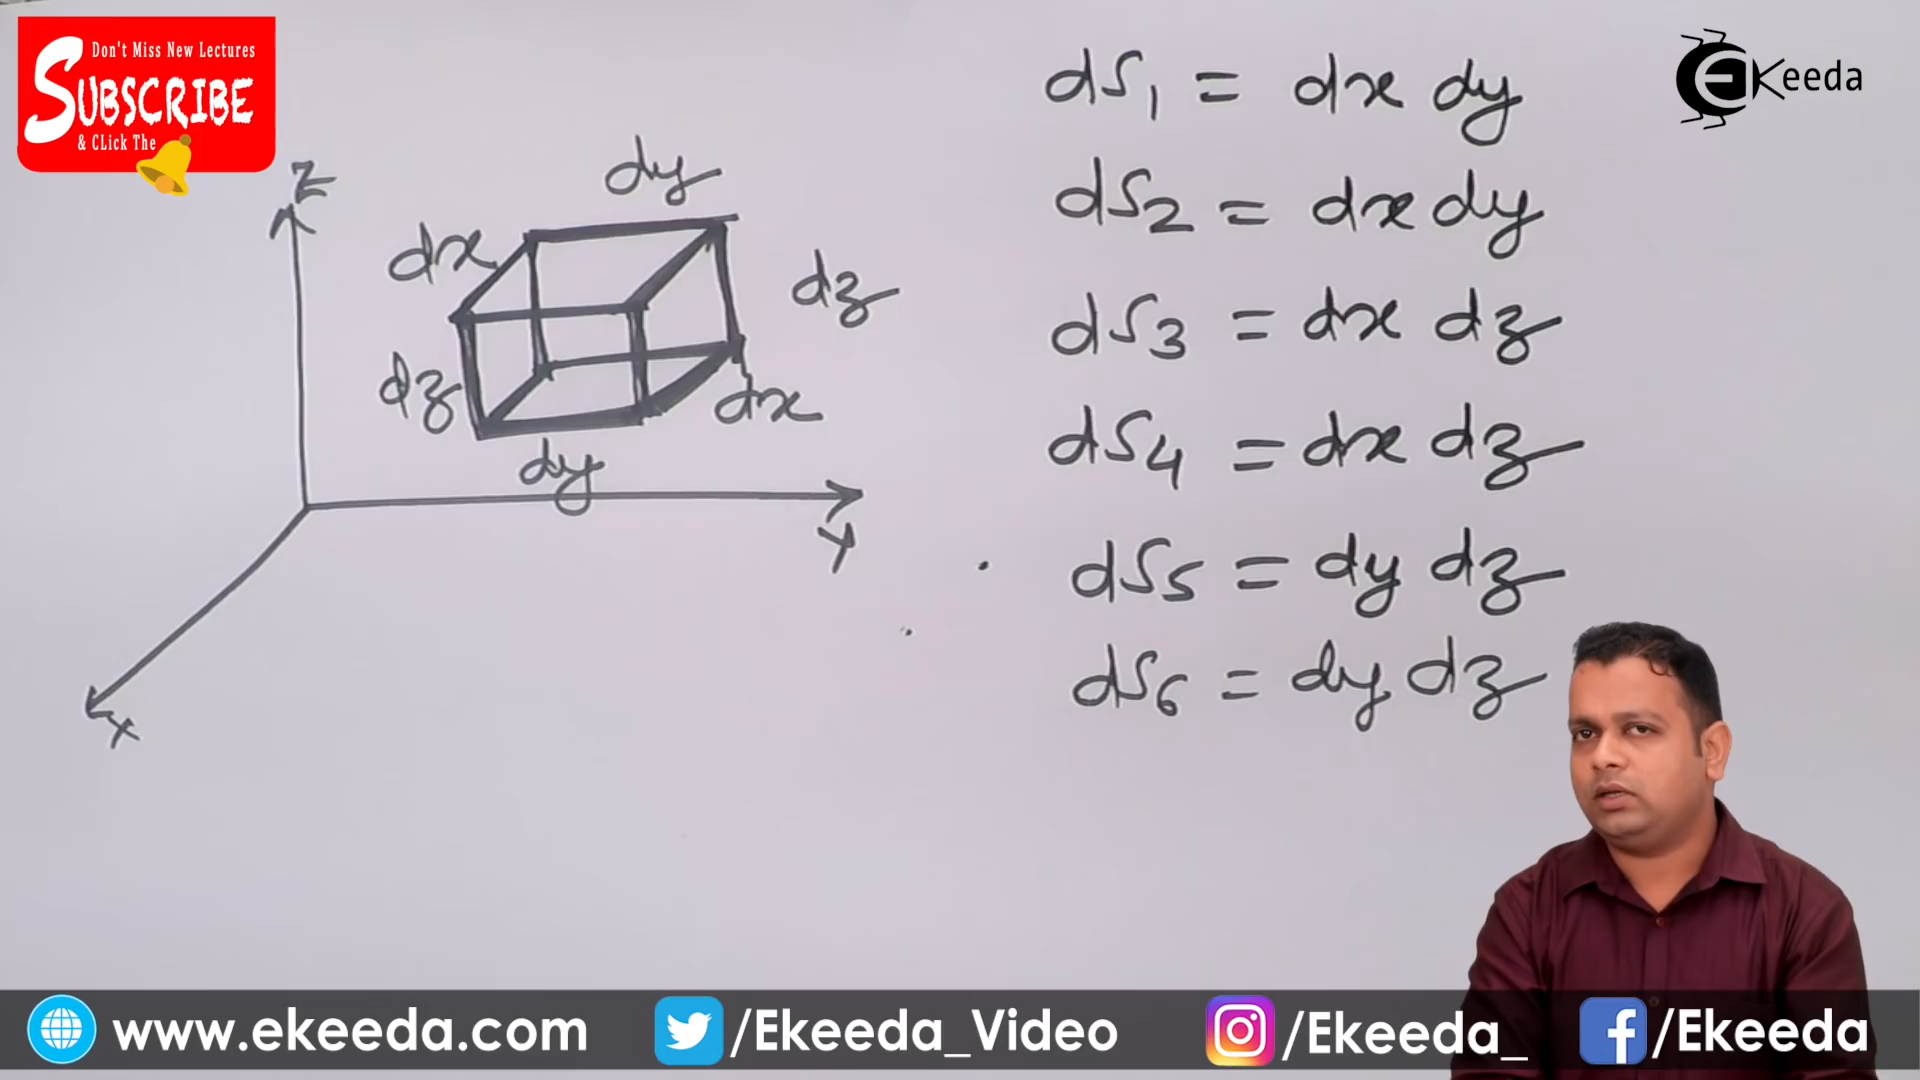 Don't Miss New Lectures
SUBSCRIBE
& CLick The
Ekeeda
z
dy
dx
dz
dz
dx
dy
y
x
dS1 = dx dy
dS2 = dx dy
dS3 = dx dz
dS4 = dx dz
dS5 = dy dz
dS6 = dy dz
www.ekeeda.com
/Ekeeda_Video
/Ekeeda_
/Ekeeda